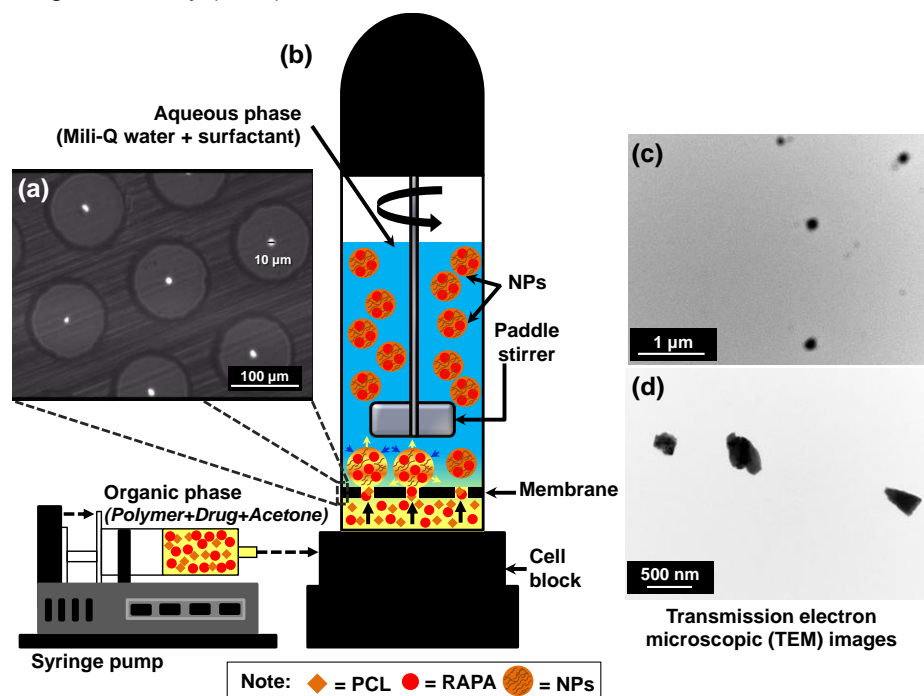 (b)
Aqueous phase
(Mili-Q water + surfactant)
(a)
10 µm
100 µm
NPs
Paddle
stirrer
Membrane
Cell
block
Organic phase
(Polymer+Drug+Acetone)
Syringe pump
(c)
1 µm
(d)
500 nm
Transmission electron
microscopic (TEM) images
Note: = PCL = RAPA = NPs